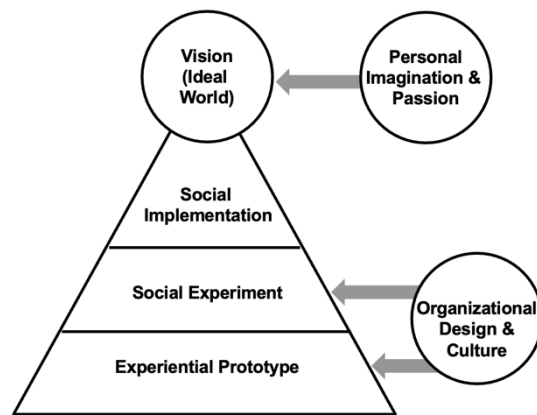 Vision
(Ideal
World)
Personal
Imagination &
Passion
Social
Implementation
Social Experiment
Organizational
Design &
Culture
Experiential Prototype